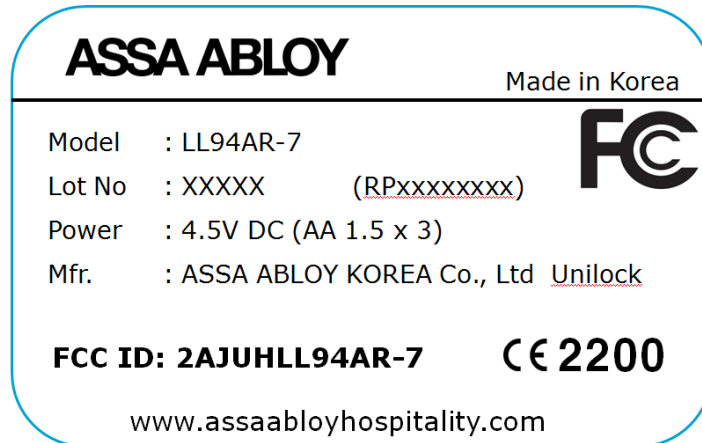 ASSA ABLOY
Made in Korea
FC
Model : LL94AR-7
Lot No : XXXXX (RPxxxxxxxx)
Power : 4.5V DC (AA 1.5 x 3)
Mfr. : ASSA ABLOY KOREA Co., Ltd Unilock
FCC ID: 2AJUHLL94AR-7 CE 2200
www.assaabloyhospitality.com